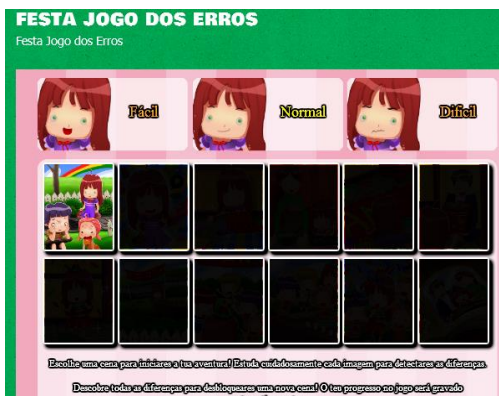 FESTA JOGO DOS ERROS
Festa Jogo dos Erros
Fácil
Normal
Dificil
Escolhe uma cena para iniciares a tua aventura! Estuda cuidadosamente cada imagem para detectares as diferenças.
Descobre todas as diferenças para desbloqueares uma nova cena! O teu progresso no jogo será gravado